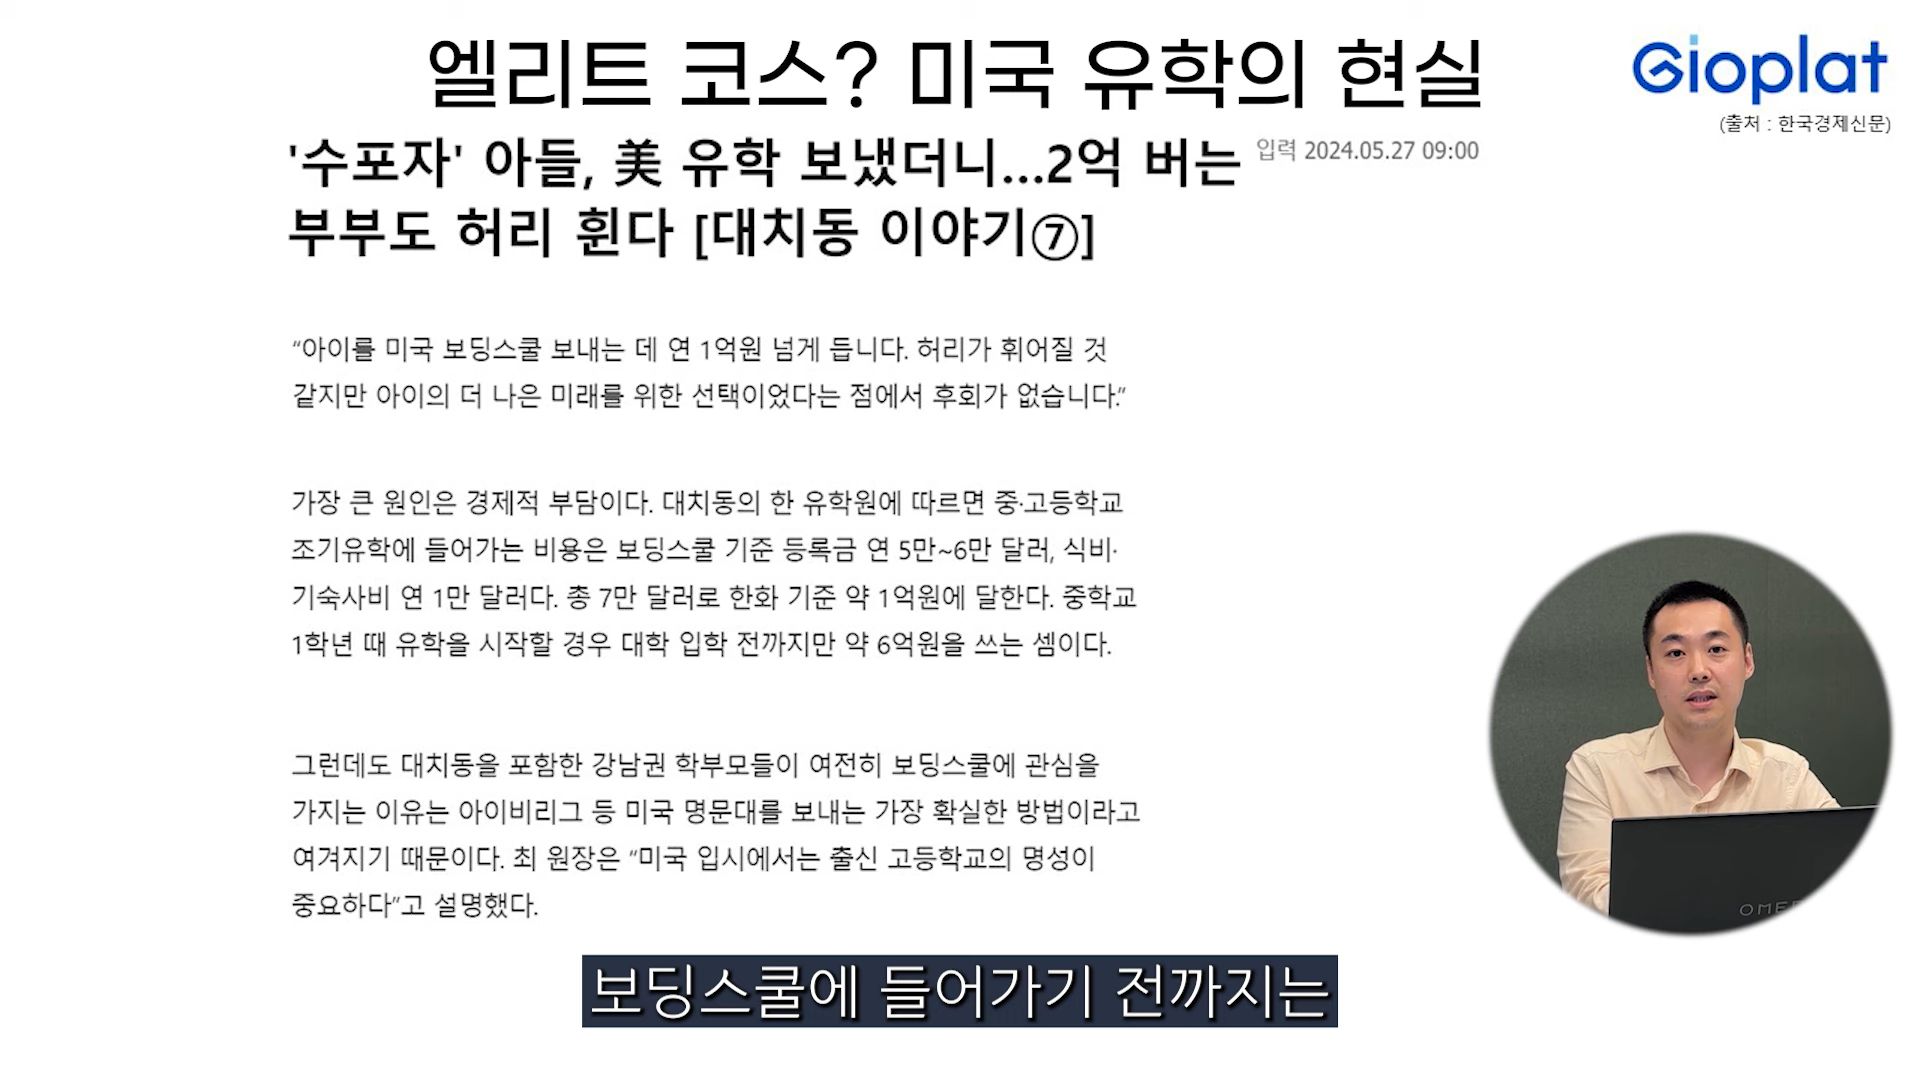 엘리트 코스? 미국 유학의 현실
Gioplat
(출처 : 한국경제신문)
'수포자' 아들, 美 유학 보냈더니…2억 버는
부부도 허리 휜다 [대치동 이야기⑦]
입력 2024.05.27 09:00
“아이를 미국 보딩스쿨 보내는 데 연 1억원 넘게 듭니다. 허리가 휘어질 것
같지만 아이의 더 나은 미래를 위한 선택이었다는 점에서 후회가 없습니다.”
가장 큰 원인은 경제적 부담이다. 대치동의 한 유학원에 따르면 중·고등학교
조기유학에 들어가는 비용은 보딩스쿨 기준 등록금 연 5만~6만 달러, 식비·
기숙사비 연 1만 달러다. 총 7만 달러로 한화 기준 약 1억원에 달한다. 중학교
1학년 때 유학을 시작할 경우 대학 입학 전까지만 약 6억원을 쓰는 셈이다.
그런데도 대치동을 포함한 강남권 학부모들이 여전히 보딩스쿨에 관심을
가지는 이유는 아이비리그 등 미국 명문대를 보내는 가장 확실한 방법이라고
여겨지기 때문이다. 최 원장은 “미국 입시에서는 출신 고등학교의 명성이
중요하다”고 설명했다.
보딩스쿨에 들어가기 전까지는